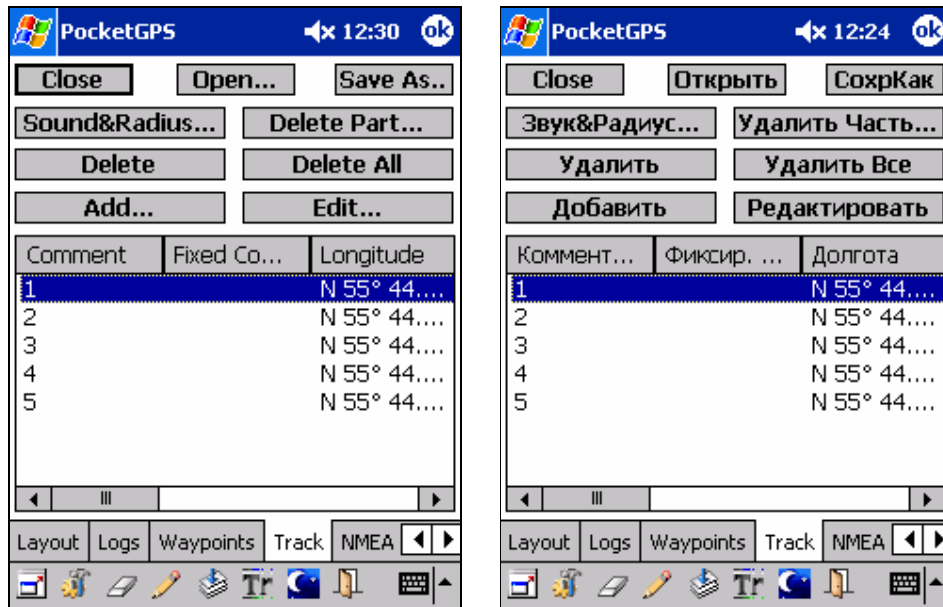 PocketGPS 12:30 ok
Close Open... Save As..
Sound&Radius... Delete Part...
Delete Delete All
Add... Edit...
Comment Fixed Co... Longitude
1 N 55° 44....
2 N 55° 44....
3 N 55° 44....
4 N 55° 44....
5 N 55° 44....
Layout Logs Waypoints Track NMEA
Tr
PocketGPS 12:24 ok
Close Открыть СохрКак
Звук&Радиус... Удалить Часть...
Удалить Удалить Все
Добавить Редактировать
Коммент... Фиксир. ... Долгота
1 N 55° 44....
2 N 55° 44....
3 N 55° 44....
4 N 55° 44....
5 N 55° 44....
Layout Logs Waypoints Track NMEA
Tr